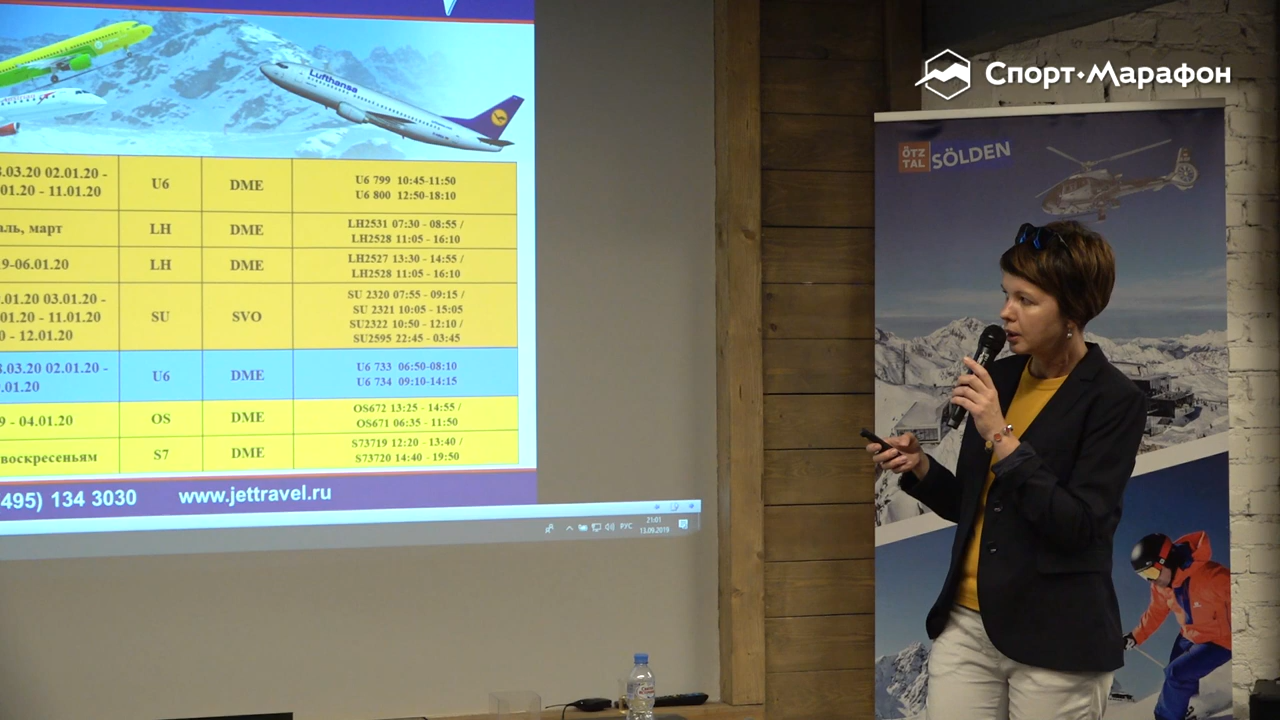 Спорт-Марафон
ÖTZ
TAL
SÖLDEN
Lufthansa
.03.20 02.01.20 -
.01.20 - 11.01.20
U6
DME
U6 799 10:45-11:50
U6 800 12:50-18:10
аль, март
LH
DME
LH2531 07:30 - 08:55 /
LH2528 11:05 - 16:10
9-06.01.20
LH
DME
LH2527 13:30 - 14:55 /
LH2528 11:05 - 16:10
.01.20 03.01.20 -
01.20 - 11.01.20
0 - 12.01.20
SU
SVO
SU 2320 07:55 - 09:15 /
SU 2321 10:05 - 15:05
SU2322 10:50 - 12:10 /
SU2595 22:45 - 03:45
8.03.20 02.01.20 -
.01.20
U6
DME
U6 733 06:50-08:10
U6 734 09:10-14:15
9 - 04.01.20
OS
DME
OS672 13:25 - 14:55 /
OS671 06:35 - 11:50
воскресеньям
S7
DME
S73719 12:20 - 13:40 /
S73720 14:40 - 19:50
495) 134 3030
www.jettravel.ru
РУС
21:01
13.09.2019